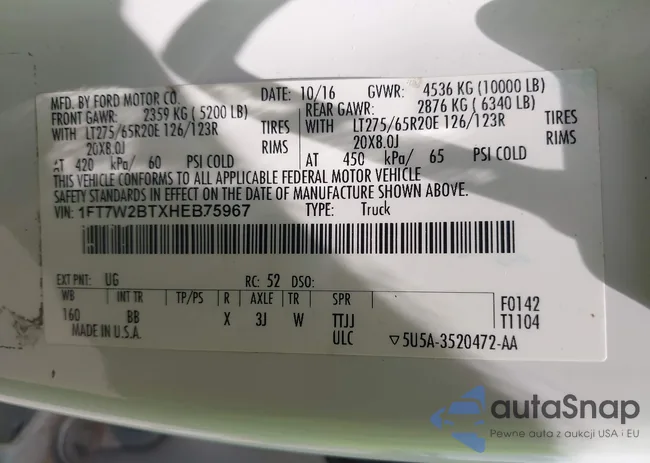 MFD. BY FORD MOTOR CO.
DATE: 10/16 GVWR: 4536 KG (10000 LB)
FRONT GAWR: 2359 KG (5200 LB) REAR GAWR: 2876 KG (6340 LB)
WITH LT275/65R20E 126/123R TIRES WITH LT275/65R20E 126/123R TIRES
20X8.0J RIMS 20X8.0J RIMS
AT 420 kPa/ 60 PSI COLD AT 450 kPa/ 65 PSI COLD
THIS VEHICLE CONFORMS TO ALL APPLICABLE FEDERAL MOTOR VEHICLE
SAFETY STANDARDS IN EFFECT ON THE DATE OF MANUFACTURE SHOWN ABOVE.
VIN: 1FT7W2BTXHEB75967 TYPE: Truck
EXT PNT: UG RC: 52 DSO:
WB INT TR TP/PS R AXLE TR SPR F0142
160 BB X 3J W TTJJ T1104
MADE IN U.S.A. ULC ▽5U5A-3520472-AA
autaSnap
Pewne auta z aukcji USA i EU